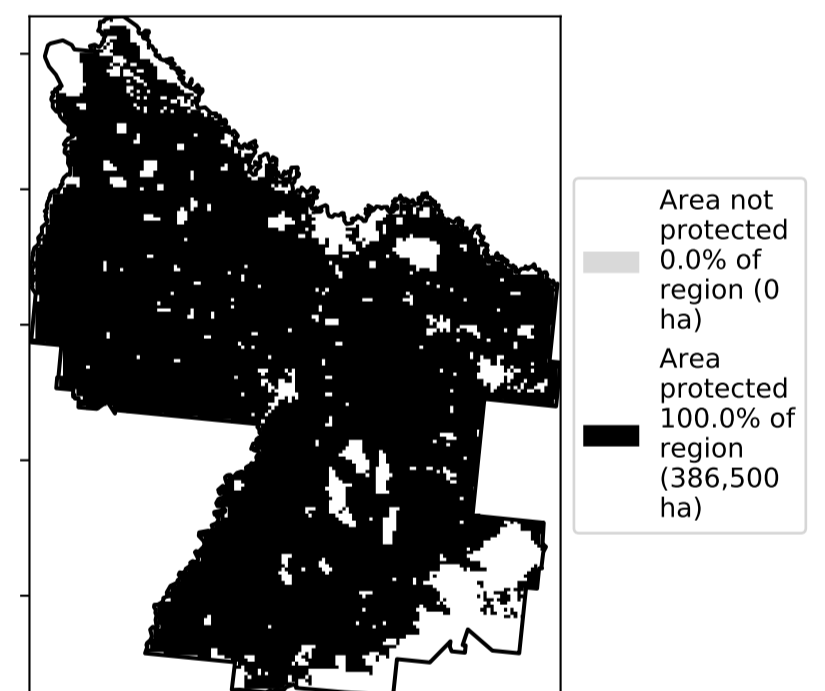 Area not
protected
0.0% of
region (0
ha)
Area
protected
100.0% of
region
(386,500
ha)